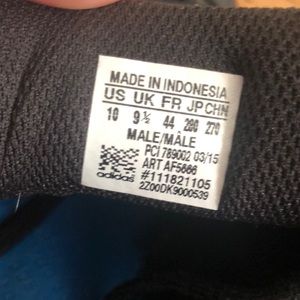 MADE IN INDONESIA
US UK FR JP CHN
10 9½ 44 280 270
MALE/MÂLE
PCI 789002 03/15
ART AF5666
#111821105
adidas 2Z00DK9000539